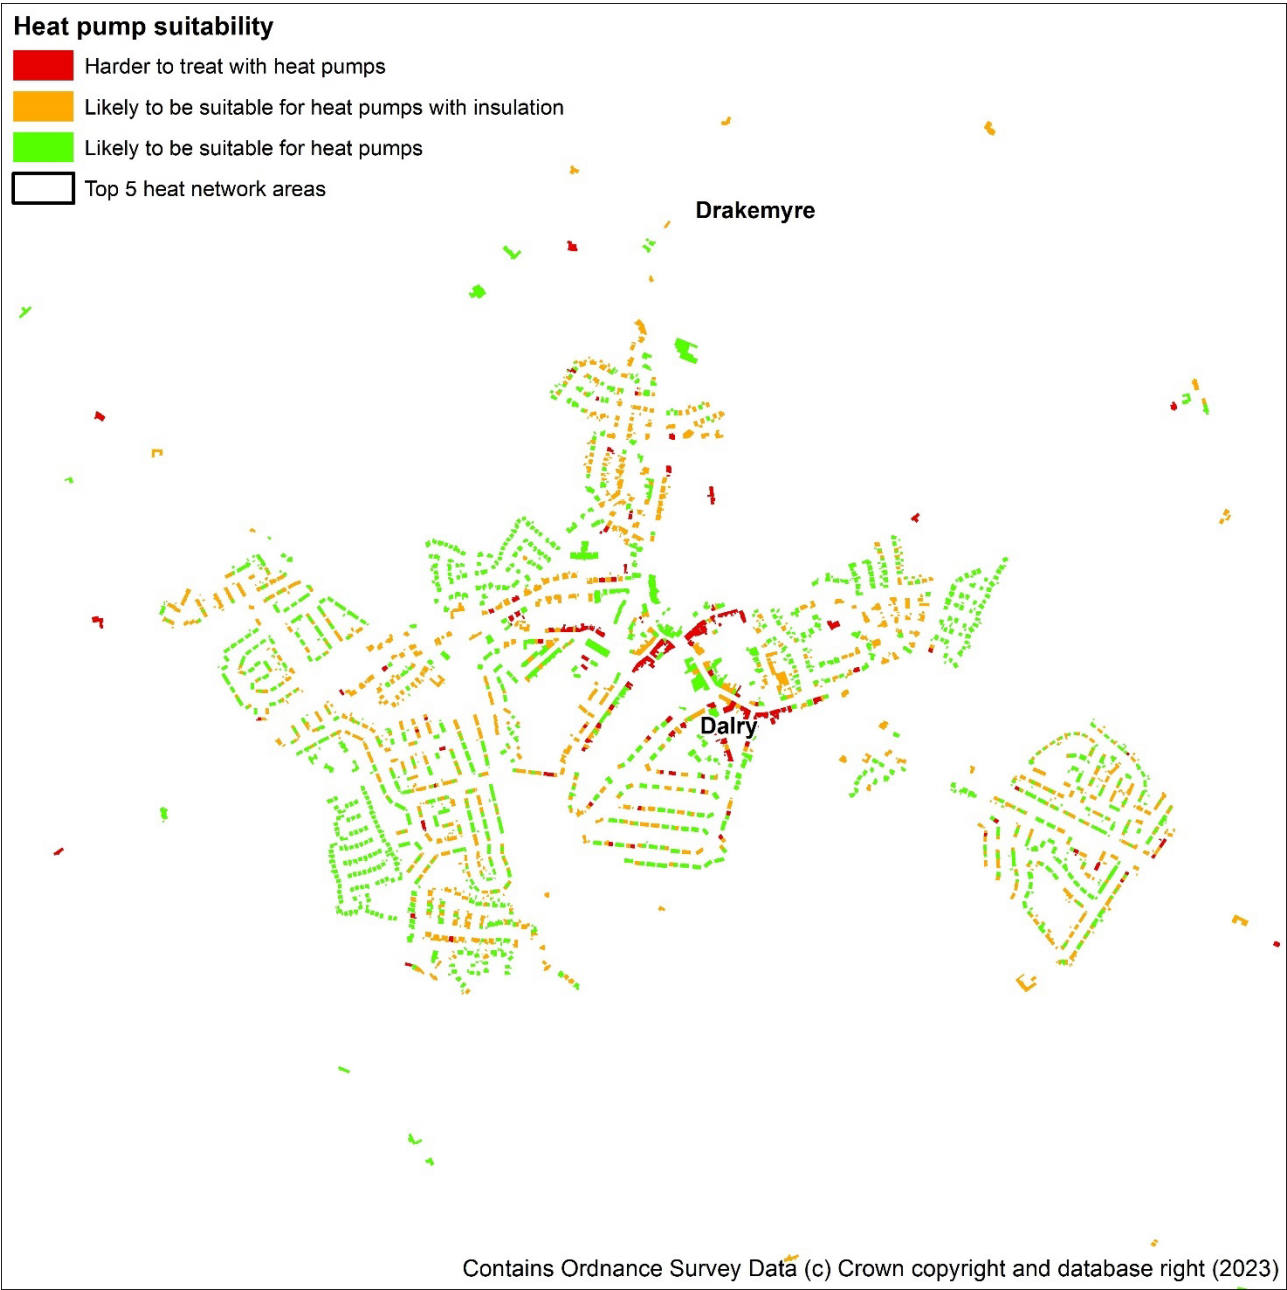 Heat pump suitability
Harder to treat with heat pumps
Likely to be suitable for heat pumps with insulation
Likely to be suitable for heat pumps
Top 5 heat network areas
Drakemyre
Dalry
Contains Ordnance Survey Data (c) Crown copyright and database right (2023)